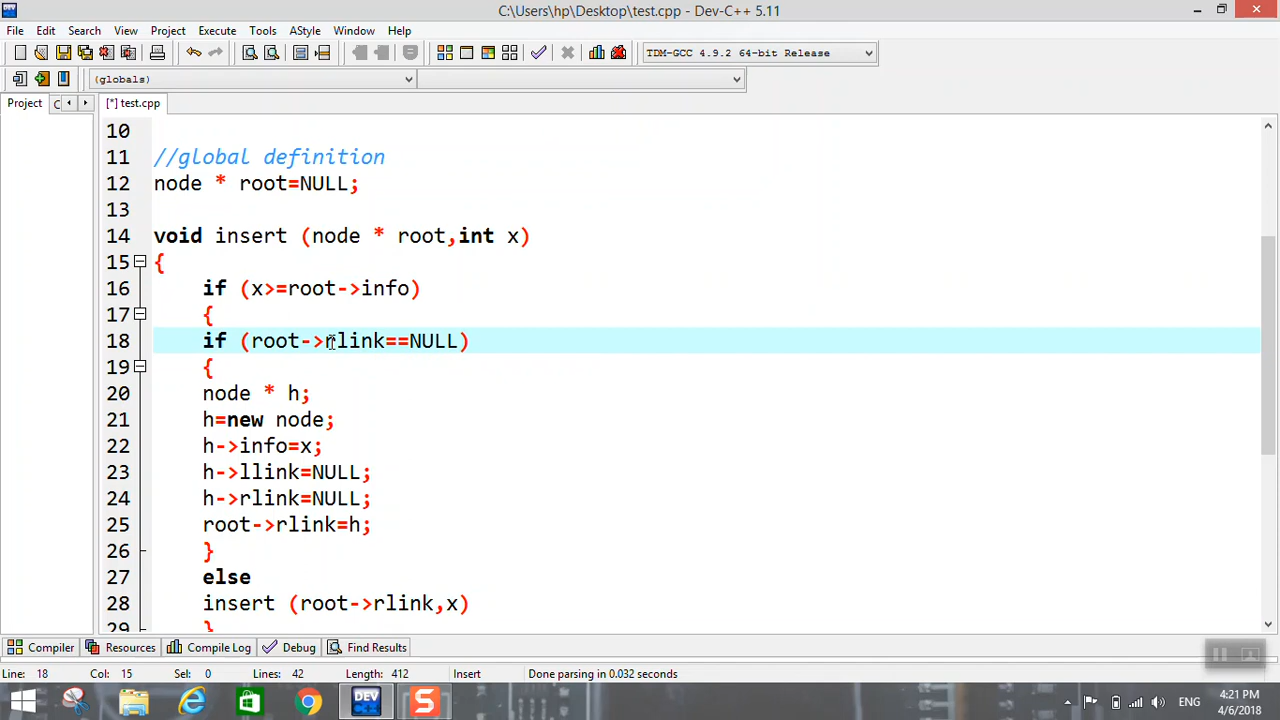 C:\Users\hp\Desktop\test.cpp - Dev-C++ 5.11
File Edit Search View Project Execute Tools AStyle Window Help
TDM-GCC 4.9.2 64-bit Release
(globals)
Project C [*] test.cpp
10
11 //global definition
12 node * root=NULL;
13
14 void insert (node * root,int x)
15 {
16 if (x>=root->info)
17 {
18 if (root->rlink==NULL)
19 {
20 node * h;
21 h=new node;
22 h->info=x;
23 h->llink=NULL;
24 h->rlink=NULL;
25 root->rlink=h;
26 }
27 else
28 insert (root->rlink,x)
29 }
Compiler Resources Compile Log Debug Find Results
Line: 18 Col: 15 Sel: 0 Lines: 42 Length: 412 Insert Done parsing in 0.032 seconds
DEV S ENG 4:21 PM
4/6/2018